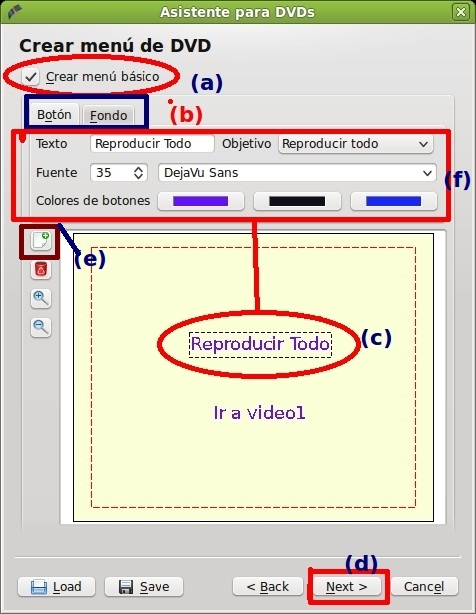 Asistente para DVDs
Crear menú de DVD
Crear menú básico
(a)
Botón Fondo
(b)
Texto Reproducir Todo Objetivo Reproducir todo
Fuente 35 DejaVu Sans
(f)
Colores de botones
(e)
Reproducir Todo
(c)
Ir a video1
(d)
Load Save < Back Next > Cancel